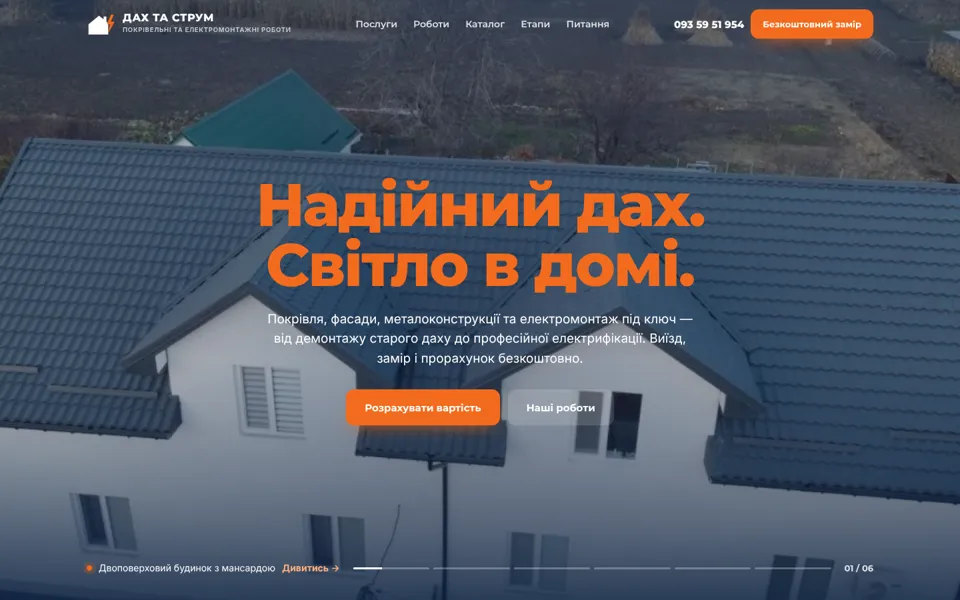 ДАХ ТА СТРУМ
ПОКРІВЕЛЬНІ ТА ЕЛЕКТРОМОНТАЖНІ РОБОТИ
Послуги Роботи Каталог Етапи Питання
093 59 51 954
Безкоштовний замір
Надійний дах.
Світло в домі.
Покрівля, фасади, металоконструкції та електромонтаж під ключ —
від демонтажу старого даху до професійної електрифікації. Виїзд,
замір і прорахунок безкоштовно.
Розрахувати вартість
Наші роботи
Двоповерховий будинок з мансардою Дивитись →
01 / 06